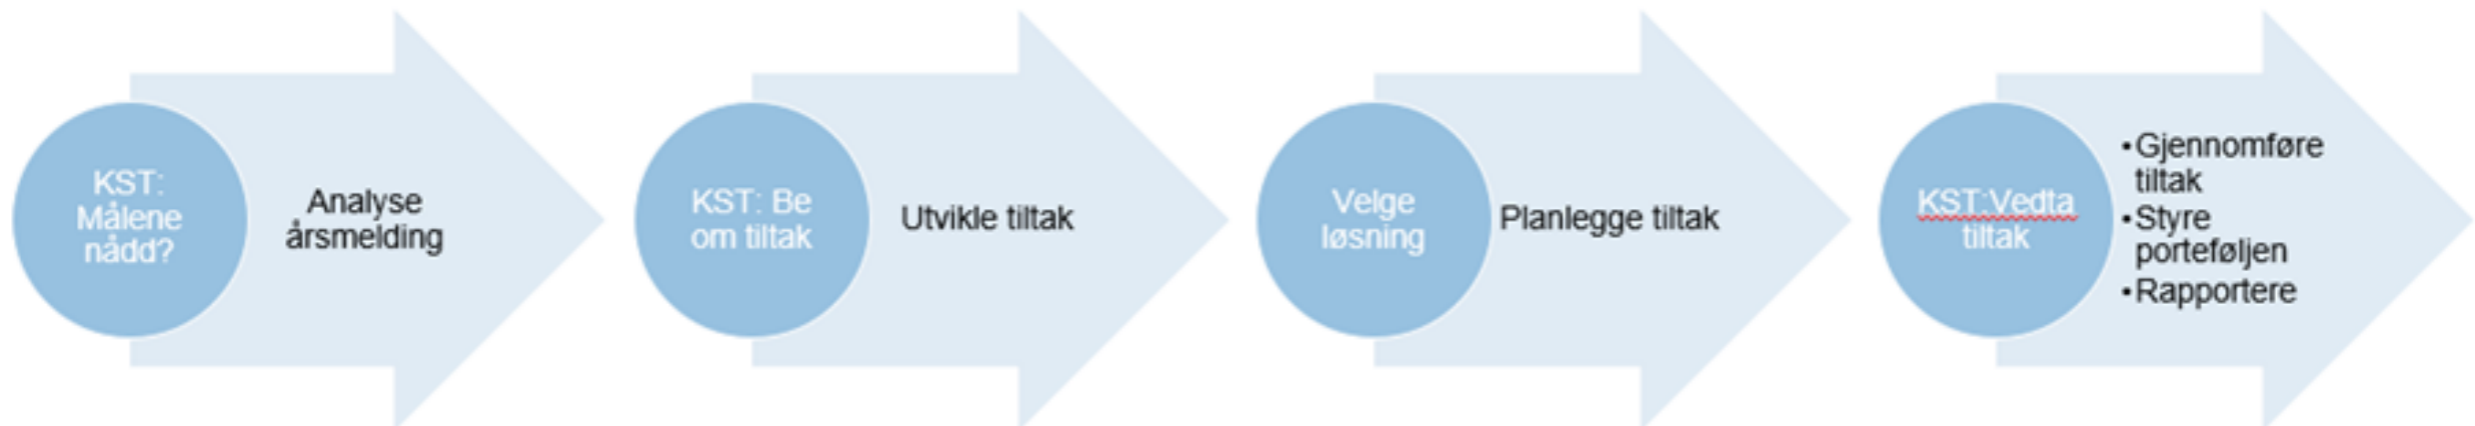 KST:
Målene
nådd?
Analyse
årsmelding
KST: Be
om tiltak
Utvikle tiltak
Velge
løsning
Planlegge tiltak
KST:Vedta
tiltak
•Gjennomføre
tiltak
•Styre
porteføljen
•Rapportere